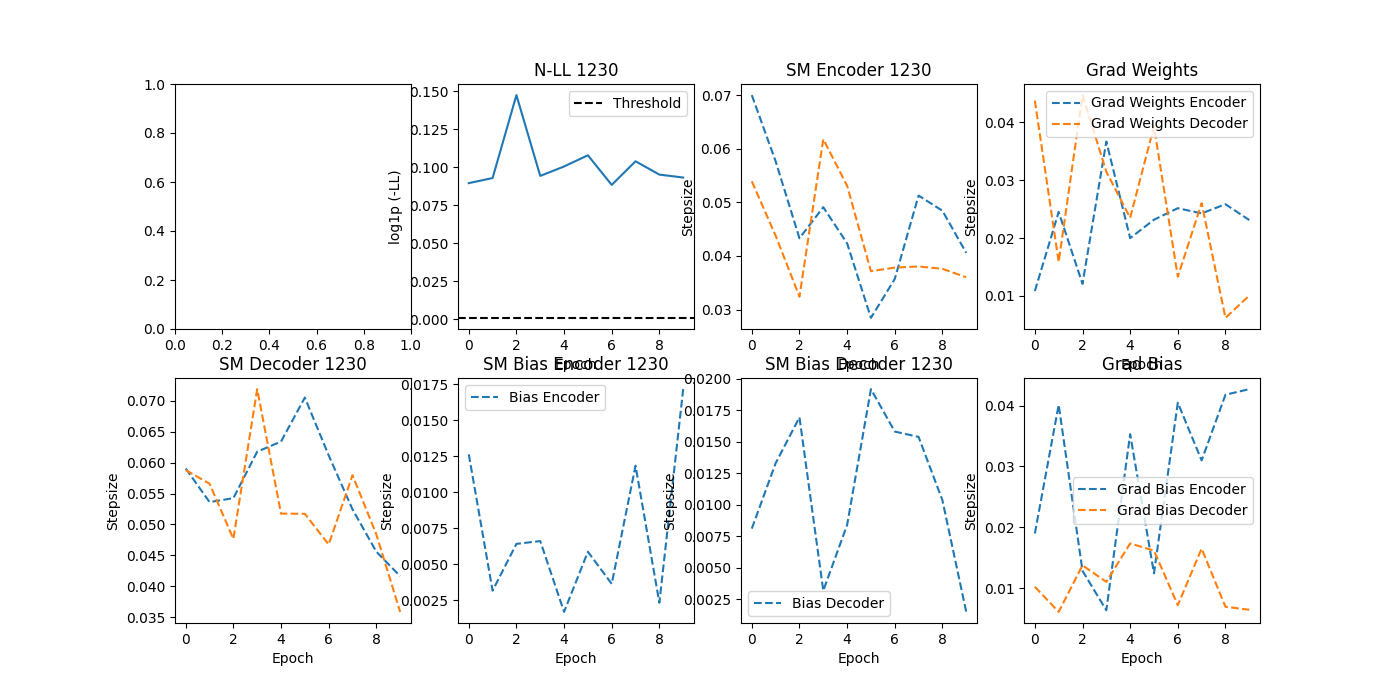 N-LL 1230
SM Encoder 1230
Grad Weights
1.0
0.8
0.6
0.4
0.2
0.0
0.0 0.2 0.4 0.6 0.8 1.0
log1p (-LL)
0.150
0.125
0.100
0.075
0.050
0.025
0.000
Threshold
0 2 4 6 8
Epoch
Stepsize
0.07
0.06
0.05
0.04
0.03
0 2 4 6 8
Epoch
Stepsize
0.04
0.03
0.02
0.01
Grad Weights Encoder
Grad Weights Decoder
0 2 4 6 8
Epoch
SM Decoder 1230
SM Bias Encoder 1230
SM Bias Decoder 1230
Grad Bias
Stepsize
0.070
0.065
0.060
0.055
0.050
0.045
0.040
0.035
0 2 4 6 8
Epoch
Stepsize
0.0175
0.0150
0.0125
0.0100
0.0075
0.0050
0.0025
Bias Encoder
0 2 4 6 8
Epoch
Stepsize
0.0200
0.0175
0.0150
0.0125
0.0100
0.0075
0.0050
0.0025
Bias Decoder
0 2 4 6 8
Epoch
Stepsize
0.04
0.03
0.02
0.01
Grad Bias Encoder
Grad Bias Decoder
0 2 4 6 8
Epoch